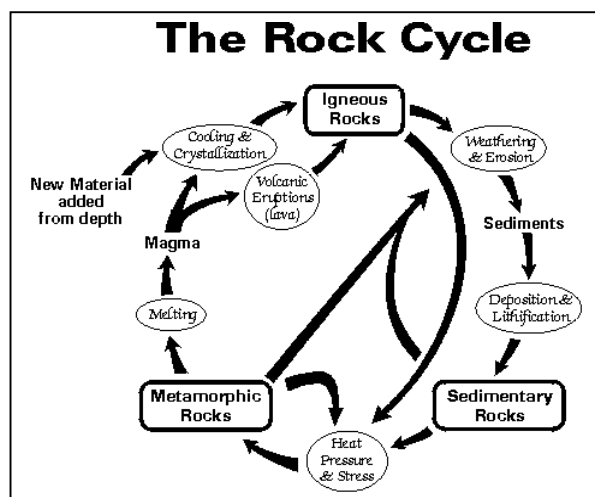 The Rock Cycle
Igneous
Rocks
Cooling &
Crystallization
Weathering
& Erosion
New Material
added
from depth
Volcanic
Eruptions
(lava)
Magma
Sediments
Melting
Deposition &
Lithification
Metamorphic
Rocks
Sedimentary
Rocks
Heat
Pressure
& Stress